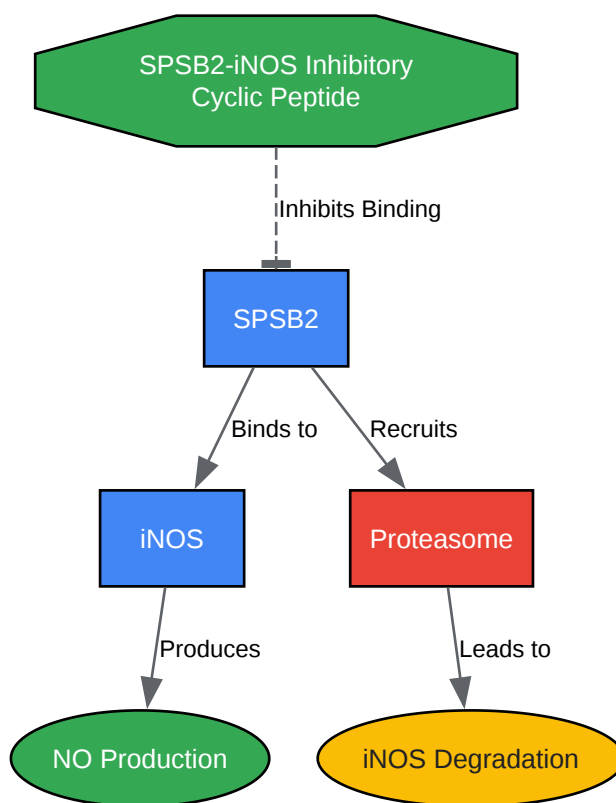 SPSB2-iNOS Inhibitory
Cyclic Peptide
Inhibits Binding
SPSB2
Binds to
Recruits
iNOS
Proteasome
Produces
Leads to
NO Production
iNOS Degradation